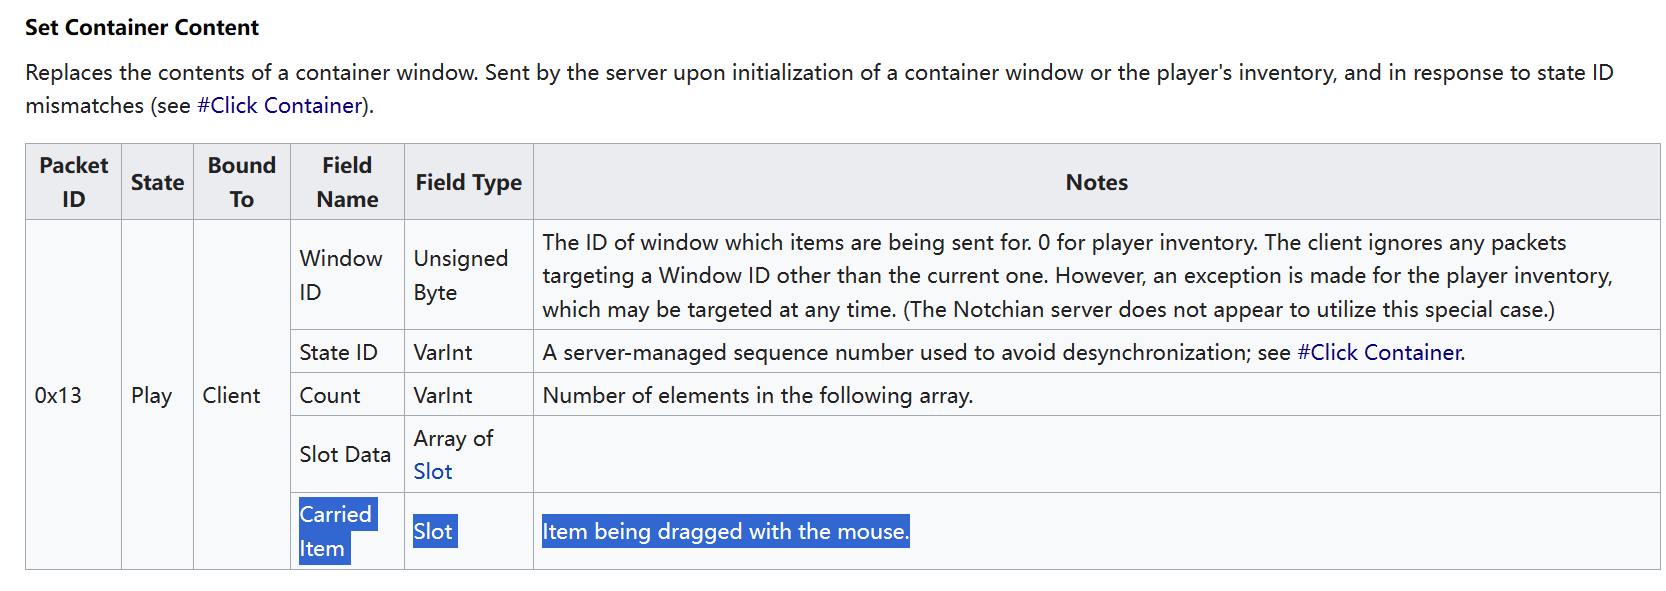 Set Container Content
Replaces the contents of a container window. Sent by the server upon initialization of a container window or the player's inventory, and in response to state ID
mismatches (see #Click Container).
Packet ID
State
Bound To
Field Name
Field Type
Notes
0x13
Play
Client
Window ID
Unsigned Byte
The ID of window which items are being sent for. 0 for player inventory. The client ignores any packets
targeting a Window ID other than the current one. However, an exception is made for the player inventory,
which may be targeted at any time. (The Notchian server does not appear to utilize this special case.)
State ID
VarInt
A server-managed sequence number used to avoid desynchronization; see #Click Container.
Count
VarInt
Number of elements in the following array.
Slot Data
Array of Slot
Carried Item
Slot
Item being dragged with the mouse.